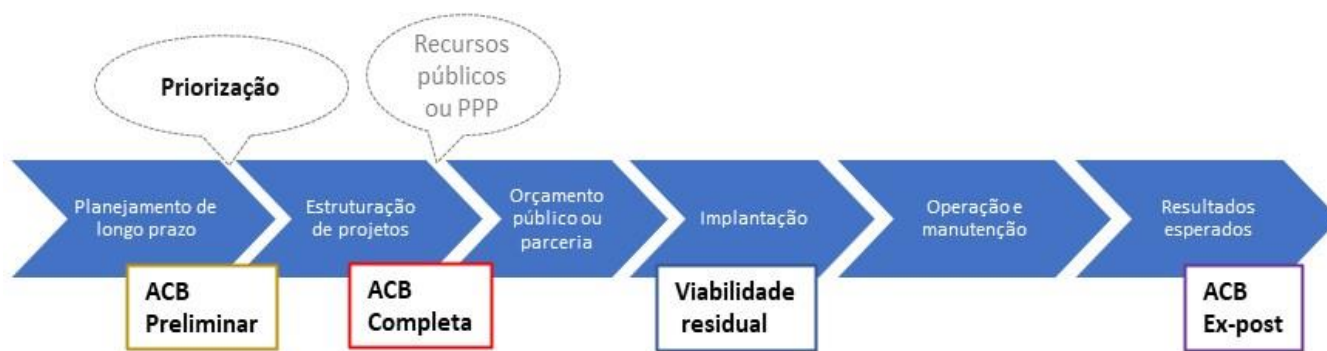 Priorização
Recursos
públicos
ou PPP
Planejamento de
longo prazo
Estruturação
de projetos
Orçamento
público ou
parceria
Implantação
Operação e
manutenção
Resultados
esperados
ACB
Preliminar
ACB
Completa
Viabilidade
residual
ACB
Ex-post